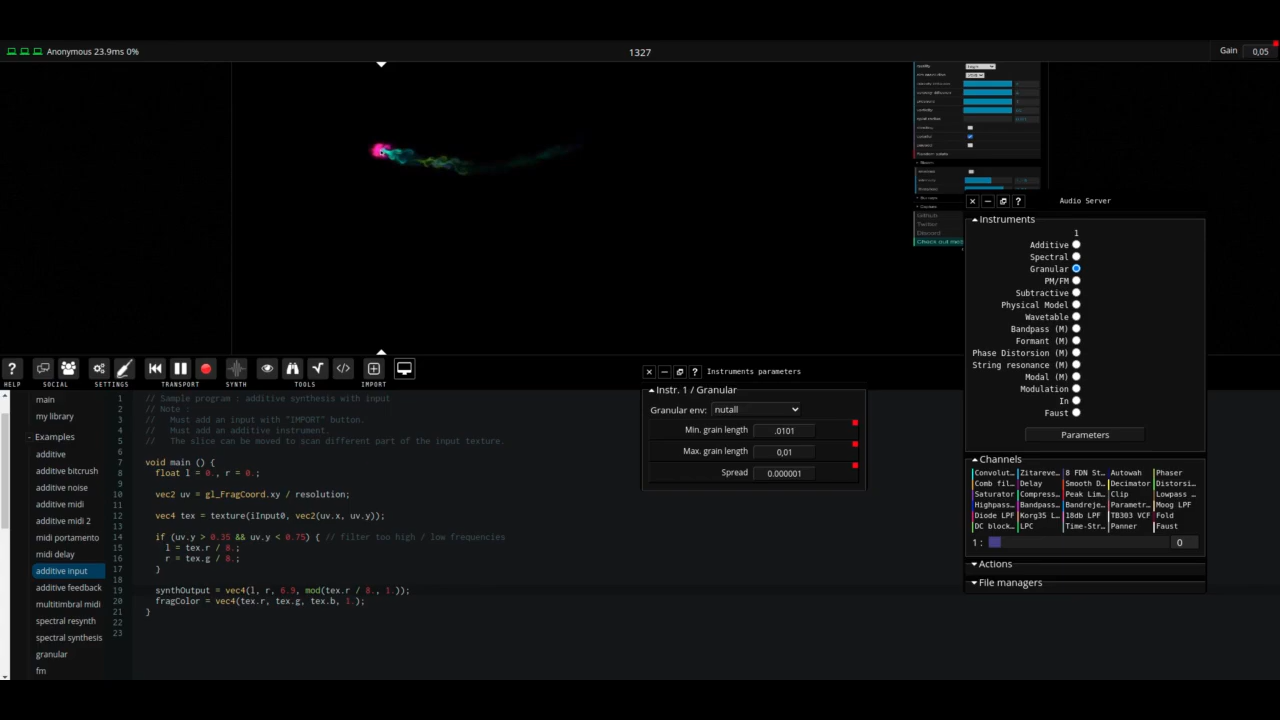 Anonymous 23.9ms 0%
1327
Gain 0,05
Random splats
Github
Twitter
Discord
Check out mo
Audio Server
Instruments
1
Additive
Spectral
Granular
PM/FM
Subtractive
Physical Model
Wavetable
Bandpass (M)
Formant (M)
Phase Distorsion (M)
String resonance (M)
Modal (M)
Modulation
In
Faust
Parameters
Channels
Convolut… Zitareve… 8 FDN St… Autowah Phaser
Comb fil… Delay Smooth D… Decimator Distorsi…
Saturator Compress… Peak Lim… Clip Lowpass …
Highpass… Bandpass… Bandreje… Parametr… Moog LPF
Diode LPF Korg35 L… 18db LPF TB303 VCF Fold
DC block… LPC Time-Str… Panner Faust
1 : 0
Actions
File managers
HELP SOCIAL SETTINGS TRANSPORT SYNTH TOOLS IMPORT
Instruments parameters
Instr. 1 / Granular
Granular env: nutall
Min. grain length .0101
Max. grain length 0,01
Spread 0.000001
main
my library
Examples
additive
additive bitcrush
additive noise
additive midi
additive midi 2
midi portamento
midi delay
additive input
additive feedback
multitimbral midi
spectral resynth
spectral synthesis
granular
fm
1 // Sample program : additive synthesis with input
2 // Note :
3 //   Must add an input with "IMPORT" button.
4 //   Must add an additive instrument.
5 //   The slice can be moved to scan different part of the input texture.
6
7 void main () {
8   float l = 0., r = 0.;
9
10   vec2 uv = gl_FragCoord.xy / resolution;
11
12   vec4 tex = texture(iInput0, vec2(uv.x, uv.y));
13
14   if (uv.y > 0.35 && uv.y < 0.75) { // filter too high / low frequencies
15     l = tex.r / 8.;
16     r = tex.g / 8.;
17   }
18
19   synthOutput = vec4(l, r, 6.9, mod(tex.r / 8., 1.));
20   fragColor = vec4(tex.r, tex.g, tex.b, 1.);
21 }
22
23